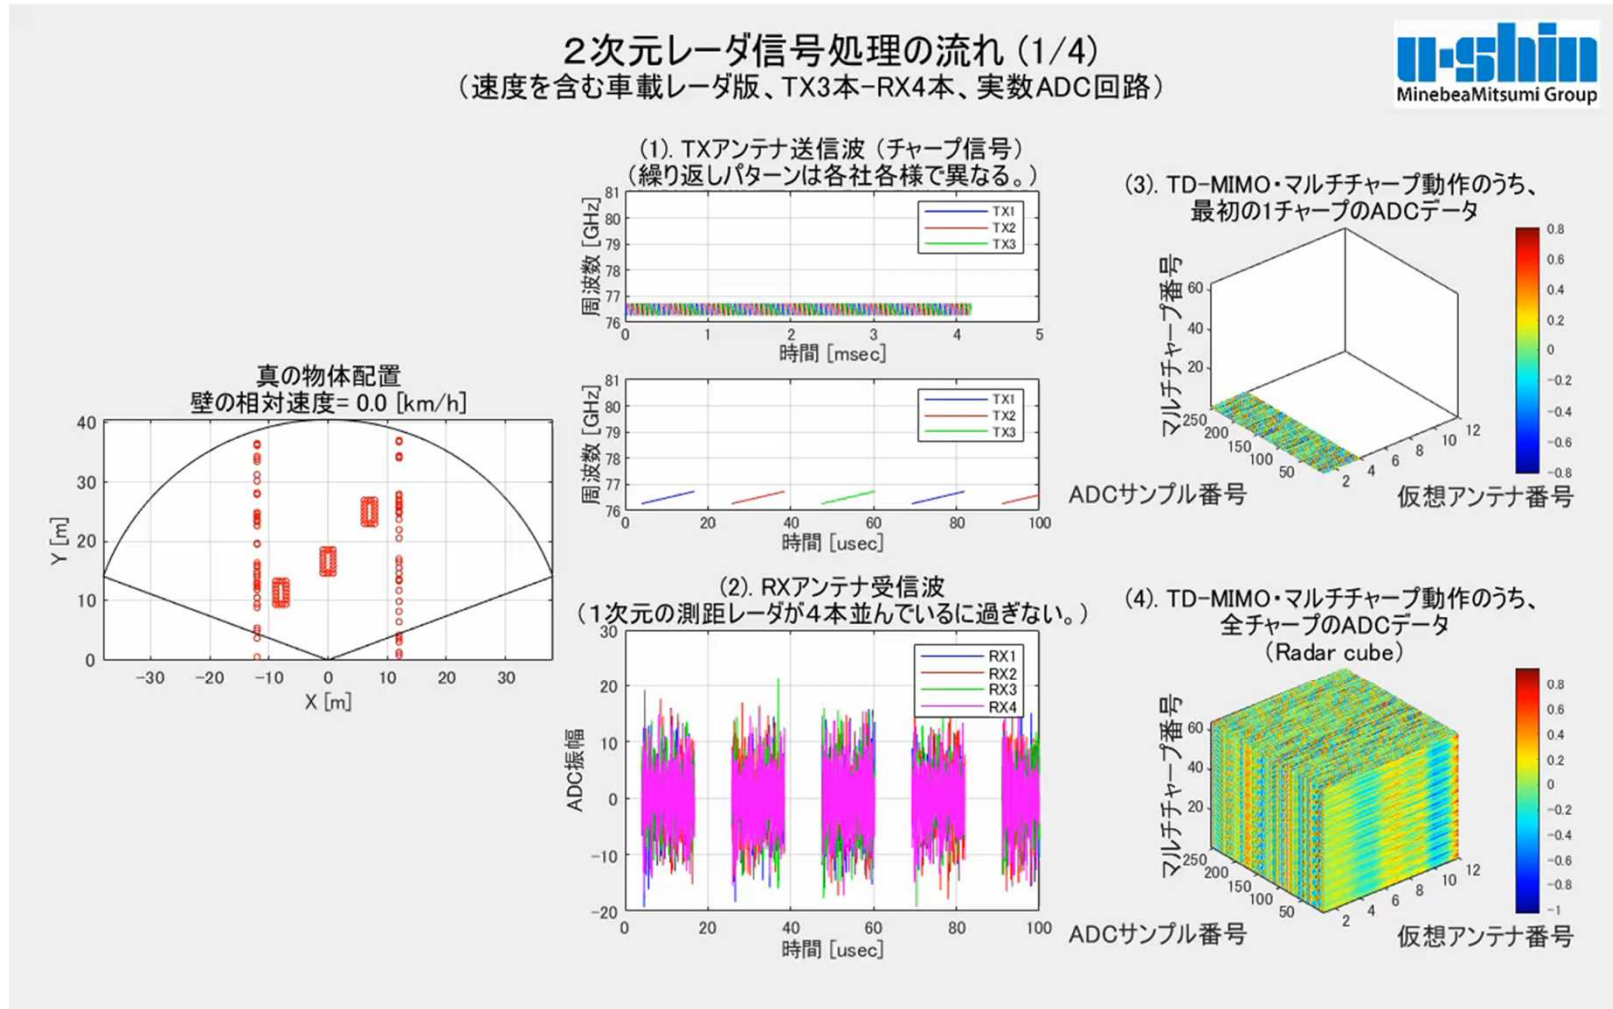 2次元レーダ信号処理の流れ (1/4)
(速度を含む車載レーダ版、TX3本-RX4本、実数ADC回路)
u-shin
MinebeaMitsumi Group
真の物体配置
壁の相対速度= 0.0 [km/h]
40
30
20
10
0
Y [m]
-30
-20
-10
0
10
20
30
X [m]
(1). TXアンテナ送信波 (チャープ信号)
(繰り返しパターンは各社各様で異なる。)
81
80
79
78
77
76
周波数 [GHz]
TX1
TX2
TX3
0
1
2
3
4
5
時間 [msec]
81
80
79
78
77
76
周波数 [GHz]
TX1
TX2
TX3
0
20
40
60
80
100
時間 [usec]
(2). RXアンテナ受信波
(1次元の測距レーダが4本並んでいるに過ぎない。)
30
20
10
0
-10
-20
ADC振幅
RX1
RX2
RX3
RX4
0
20
40
60
80
100
時間 [usec]
(3). TD-MIMO・マルチチャープ動作のうち、
最初の1チャープのADCデータ
マルチチャープ番号
60
40
20
250
200
150
100
50
2
4
6
8
10
12
ADCサンプル番号
仮想アンテナ番号
0.8
0.6
0.4
0.2
0
-0.2
-0.4
-0.6
-0.8
(4). TD-MIMO・マルチチャープ動作のうち、
全チャープのADCデータ
(Radar cube)
マルチチャープ番号
60
40
20
250
200
150
100
50
2
4
6
8
10
12
ADCサンプル番号
仮想アンテナ番号
0.8
0.6
0.4
0.2
0
-0.2
-0.4
-0.6
-0.8
-1